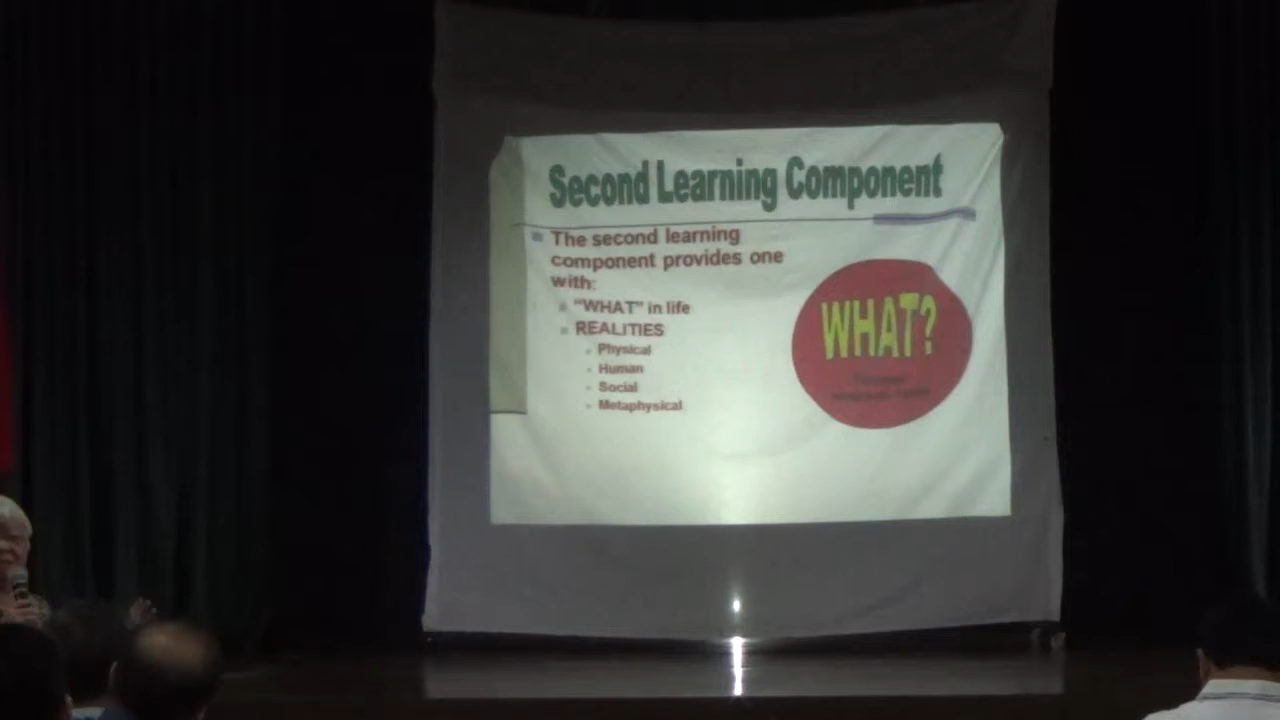 Second Learning Component
The second learning
component provides one
with:
"WHAT" in life
REALITIES
Physical
Human
Social
Metaphysical
WHAT?